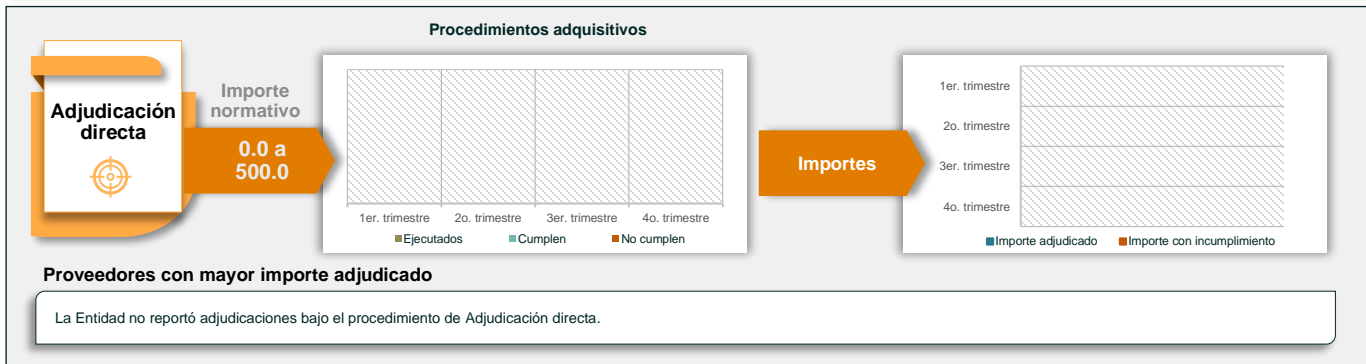 Procedimientos adquisitivos
Adjudicación
directa
Importe
normativo
0.0 a
500.0
1er. trimestre 2o. trimestre 3er. trimestre 4o. trimestre
Ejecutados Cumplen No cumplen
Importes
1er. trimestre
2o. trimestre
3er. trimestre
4o. trimestre
Importe adjudicado Importe con incumplimiento
Proveedores con mayor importe adjudicado
La Entidad no reportó adjudicaciones bajo el procedimiento de Adjudicación directa.